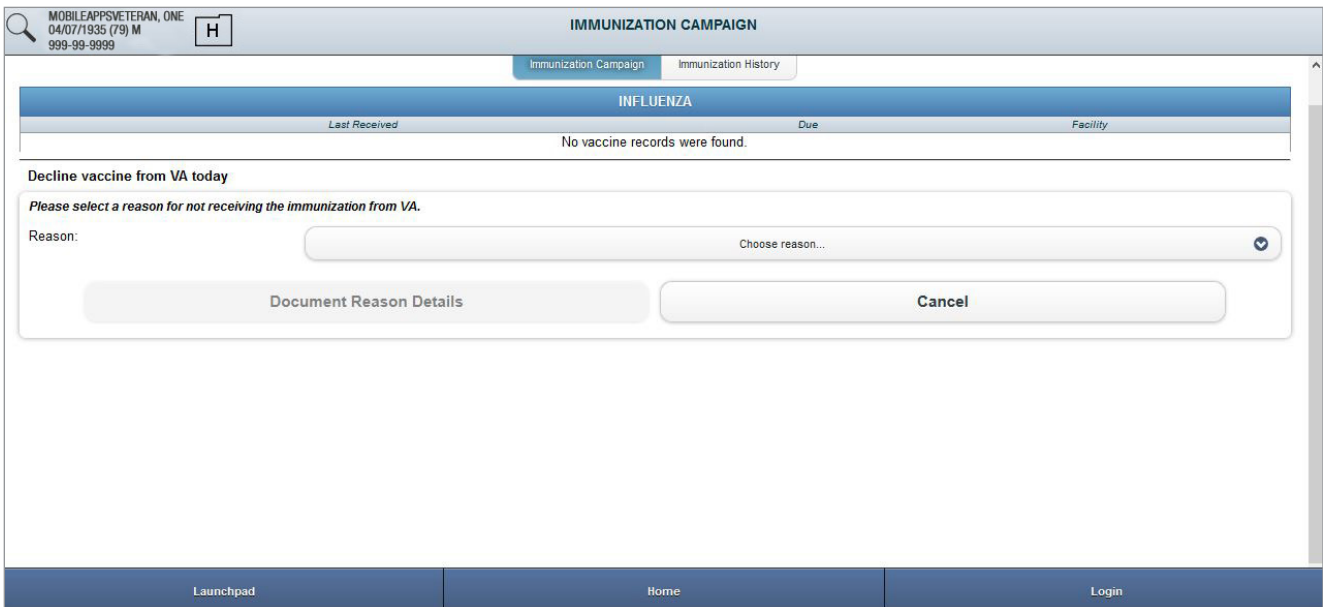 MOBILEAPPSVETERAN, ONE
04/07/1935 (79) M
999-99-9999
H
IMMUNIZATION CAMPAIGN
Immunization Campaign Immunization History
INFLUENZA
Last Received Due Facility
No vaccine records were found.
Decline vaccine from VA today
Please select a reason for not receiving the immunization from VA.
Reason: Choose reason...
Document Reason Details Cancel
Launchpad Home Login